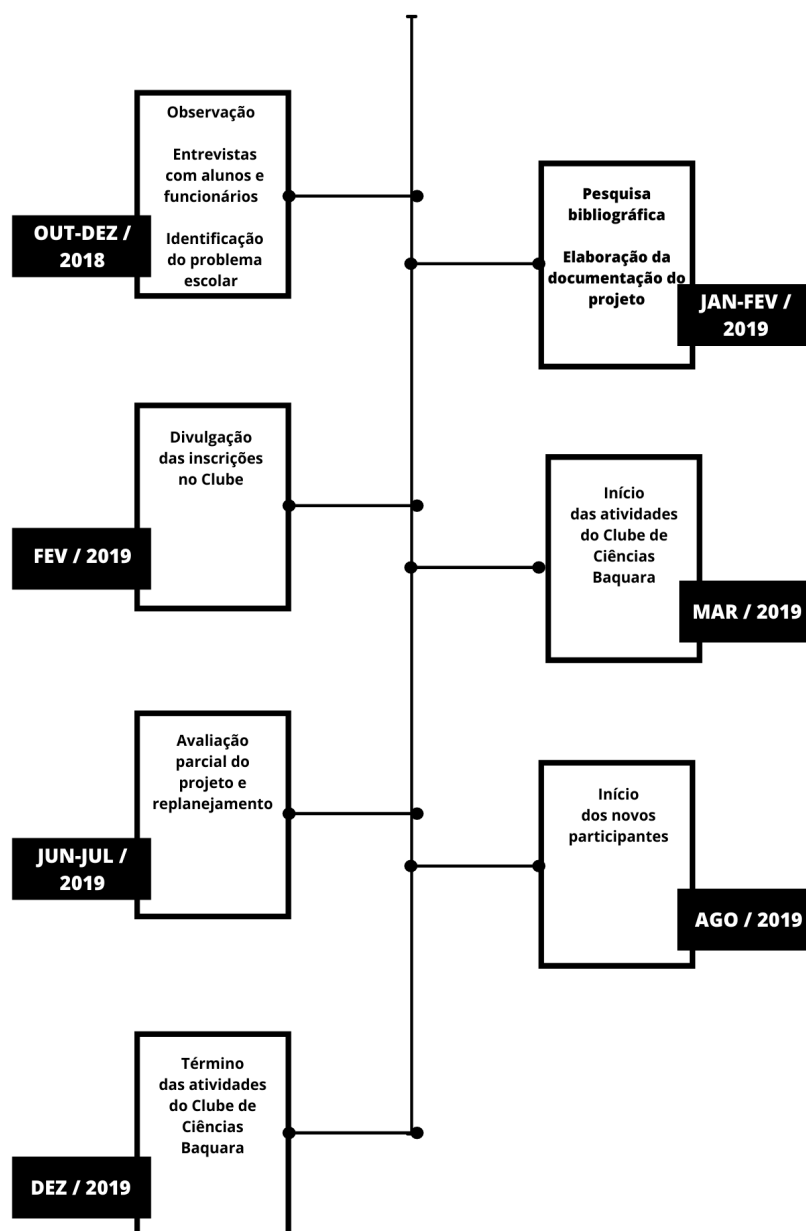 Observação
Entrevistas
com alunos e
funcionários
Identificação
do problema
escolar
OUT-DEZ /
2018
Pesquisa
bibliográfica
Elaboração da
documentação do
projeto
JAN-FEV /
2019
Divulgação
das inscrições
no Clube
FEV / 2019
Início
das atividades
do Clube de
Ciências
Baquara
MAR / 2019
Avaliação
parcial do
projeto e
replanejamento
JUN-JUL /
2019
Início
dos novos
participantes
AGO / 2019
Término
das atividades
do Clube de
Ciências
Baquara
DEZ / 2019